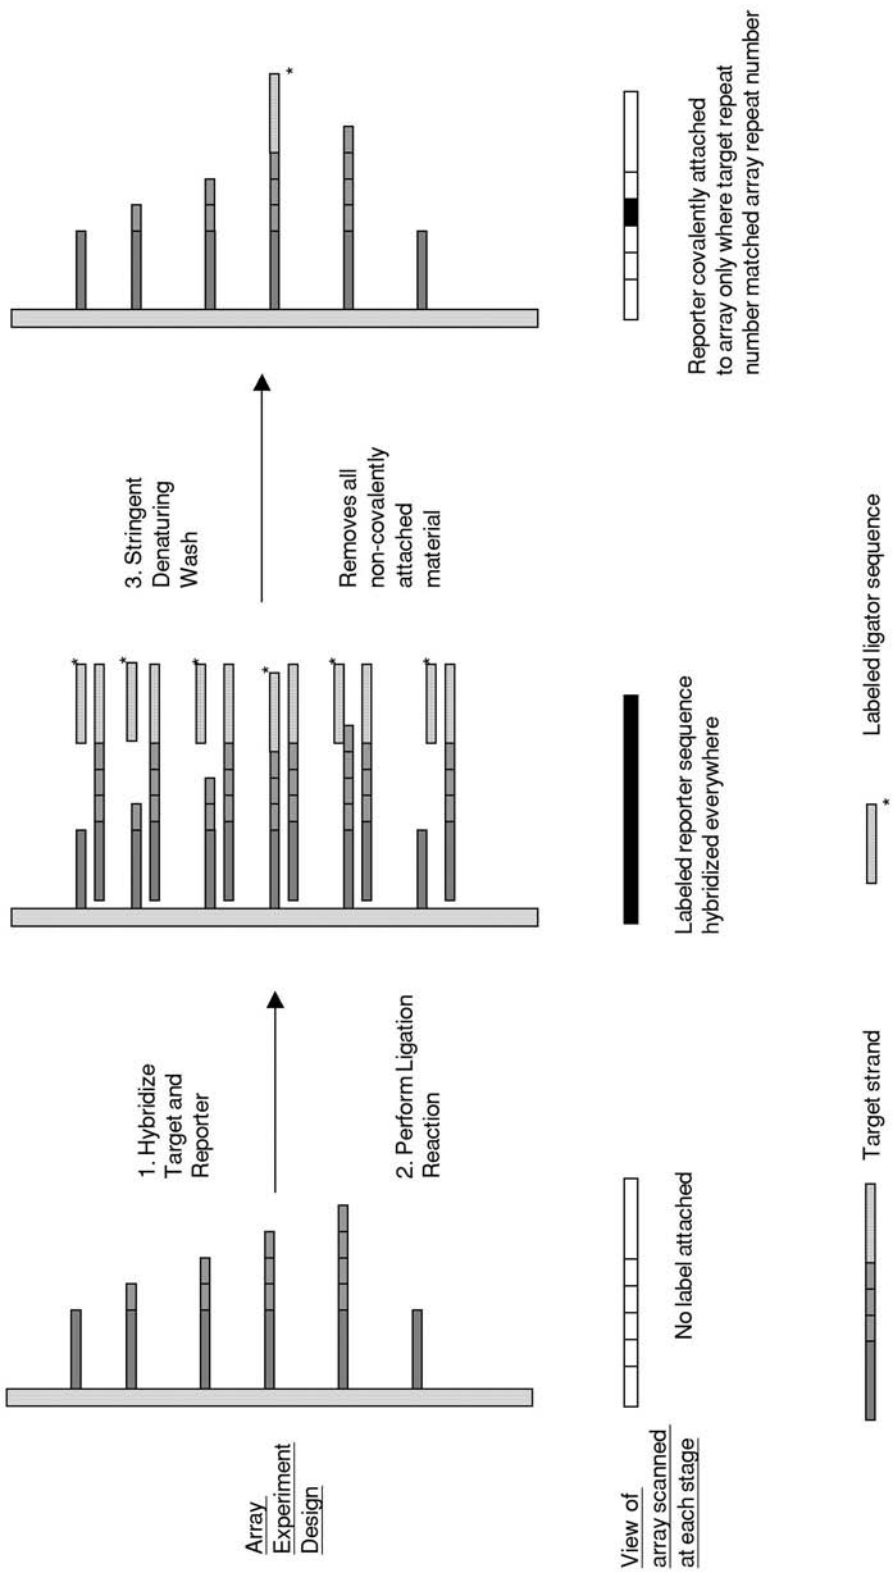 Array
Experiment
Design
1. Hybridize
Target and
Reporter
2. Perform Ligation
Reaction
3. Stringent
Denaturing
Wash
Removes all
non-covalently
attached
material
*
*
*
*
*
*
*
View of
array scanned
at each stage
No label attached
Labeled reporter sequence
hybridized everywhere
Reporter covalently attached
to array only where target repeat
number matched array repeat number
Target strand
*
Labeled ligator sequence